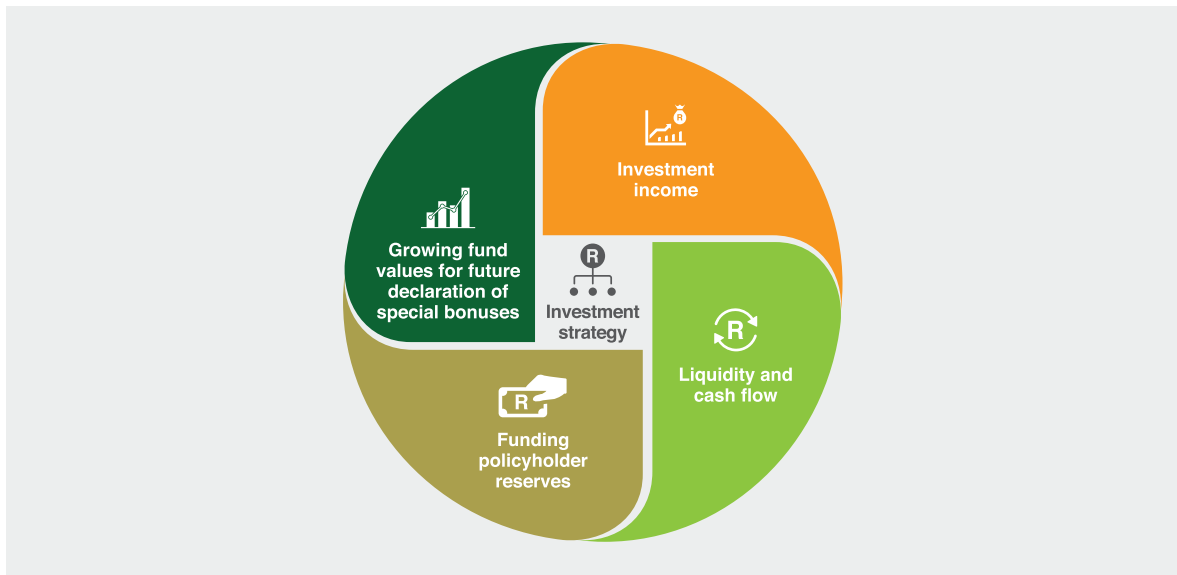 R
Investment
income
Growing fund
values for future
declaration of
special bonuses
R
Investment
strategy
R
Liquidity and
cash flow
R
Funding
policyholder
reserves